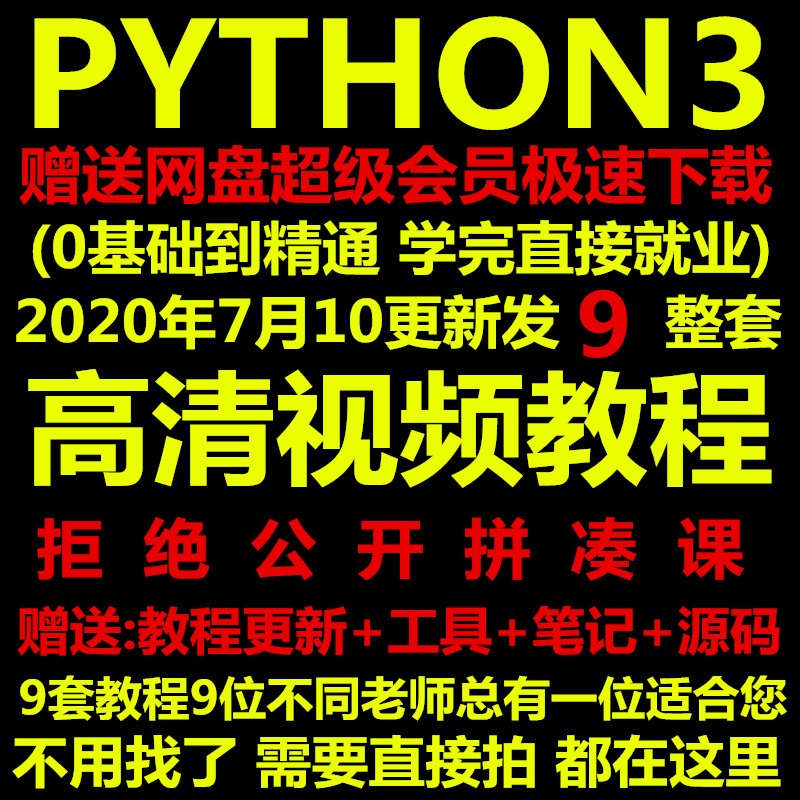 PYTHON3
赠送网盘超级会员极速下载
(0基础到精通 学完直接就业)
2020年7月10更新发 9 整套
高清视频教程
拒绝公开拼凑课
赠送:教程更新+工具+笔记+源码
9套教程9位不同老师总有一位适合您
不用找了 需要直接拍 都在这里